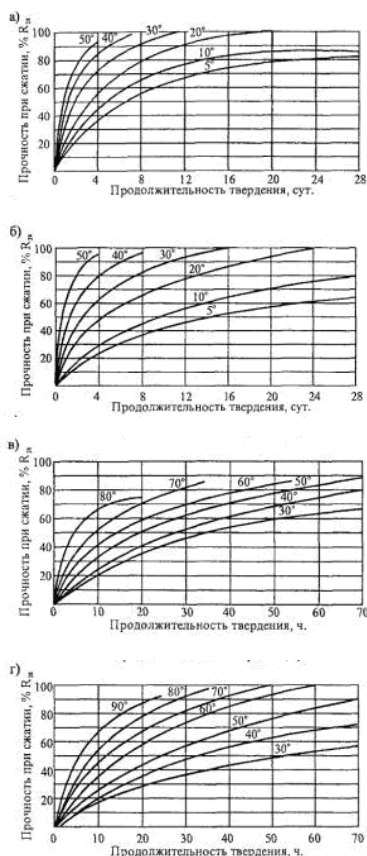 а)
Прочность при сжатии, % R28
100
80
60
40
20
50° 40° 30° 20°
10°
5°
0 4 8 12 16 20 24 28
Продолжительность твердения, сут.
б)
Прочность при сжатии, % R28
100
80
60
40
20
50° 40° 30°
20°
10°
5°
0 4 8 12 16 20 24 28
Продолжительность твердения, сут.
в)
Прочность при сжатии, % R28
100
80
60
40
20
80° 70° 60° 50°
40°
30°
0 10 20 30 40 50 60 70
Продолжительность твердения, ч.
г)
Прочность при сжатии, % R28
100
80
60
40
20
90° 80° 70°
60°
50°
40°
30°
0 10 20 30 40 50 60 70
Продолжительность твердения, ч.